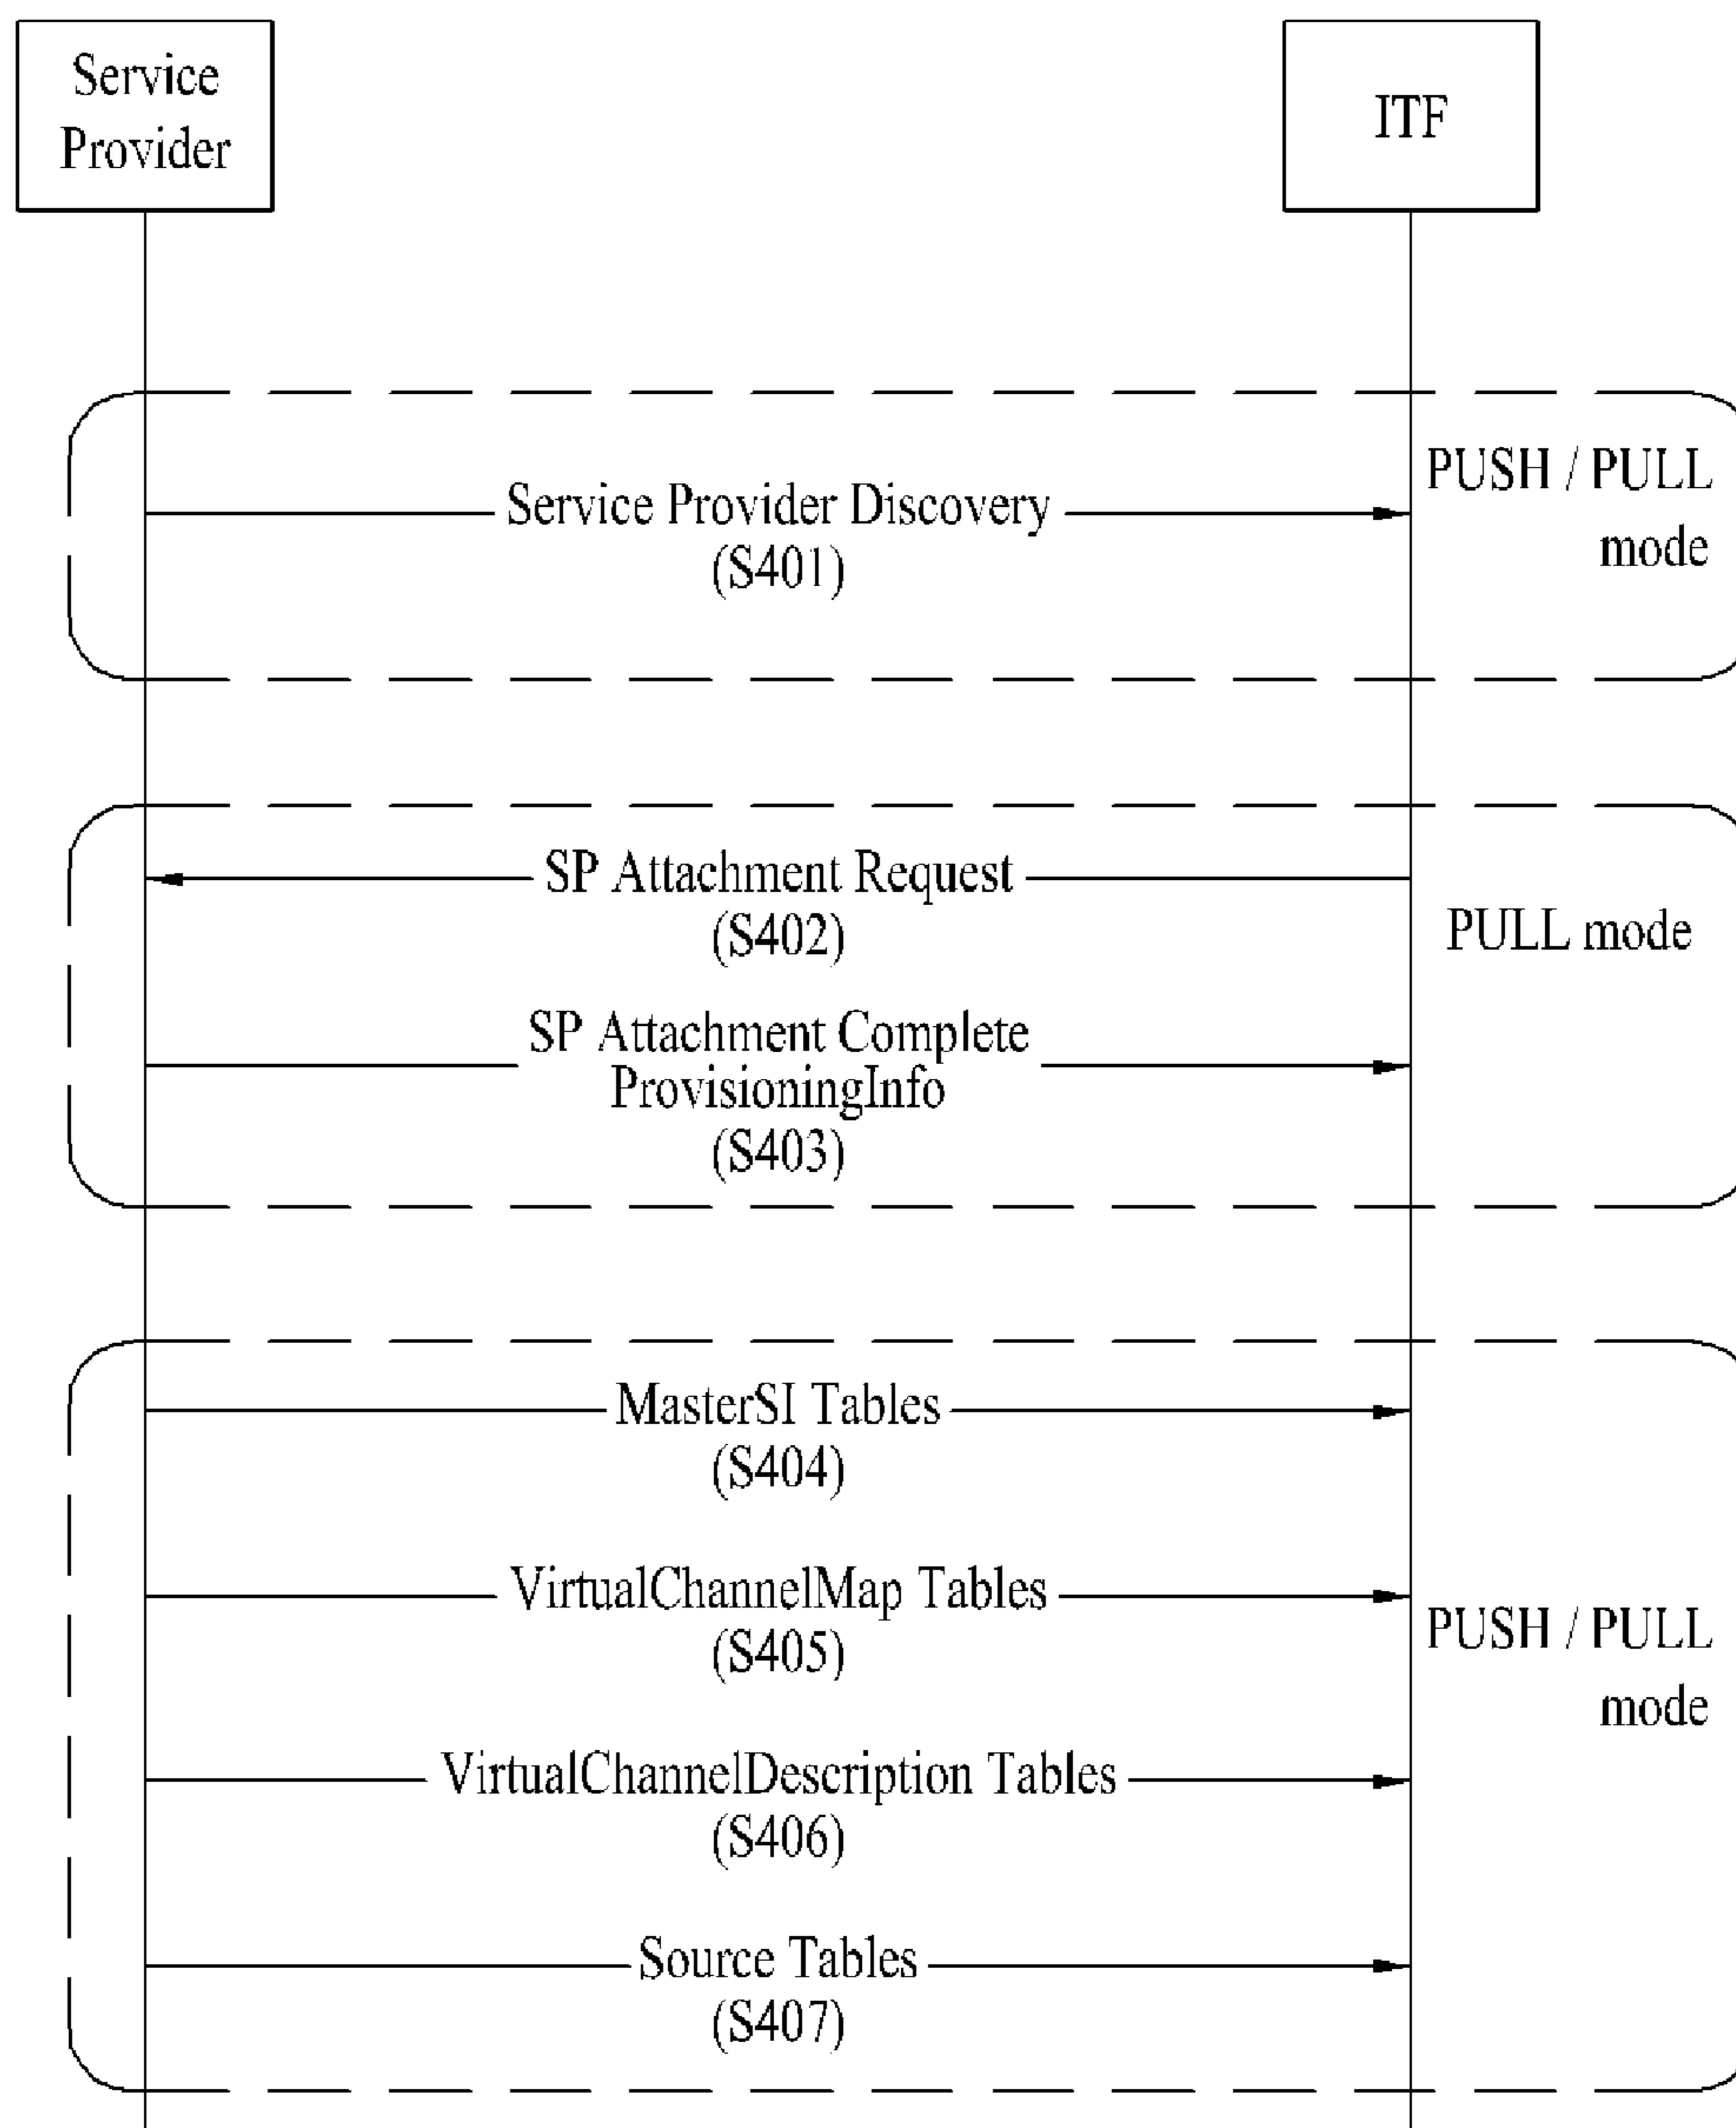 Service
Provider
ITF
PUSH / PULL
mode
Service Provider Discovery
(S401)
SP Attachment Request
(S402)
PULL mode
SP Attachment Complete
ProvisioningInfo
(S403)
MasterSI Tables
(S404)
VirtualChannelMap Tables
(S405)
PUSH / PULL
mode
VirtualChannelDescription Tables
(S406)
Source Tables
(S407)